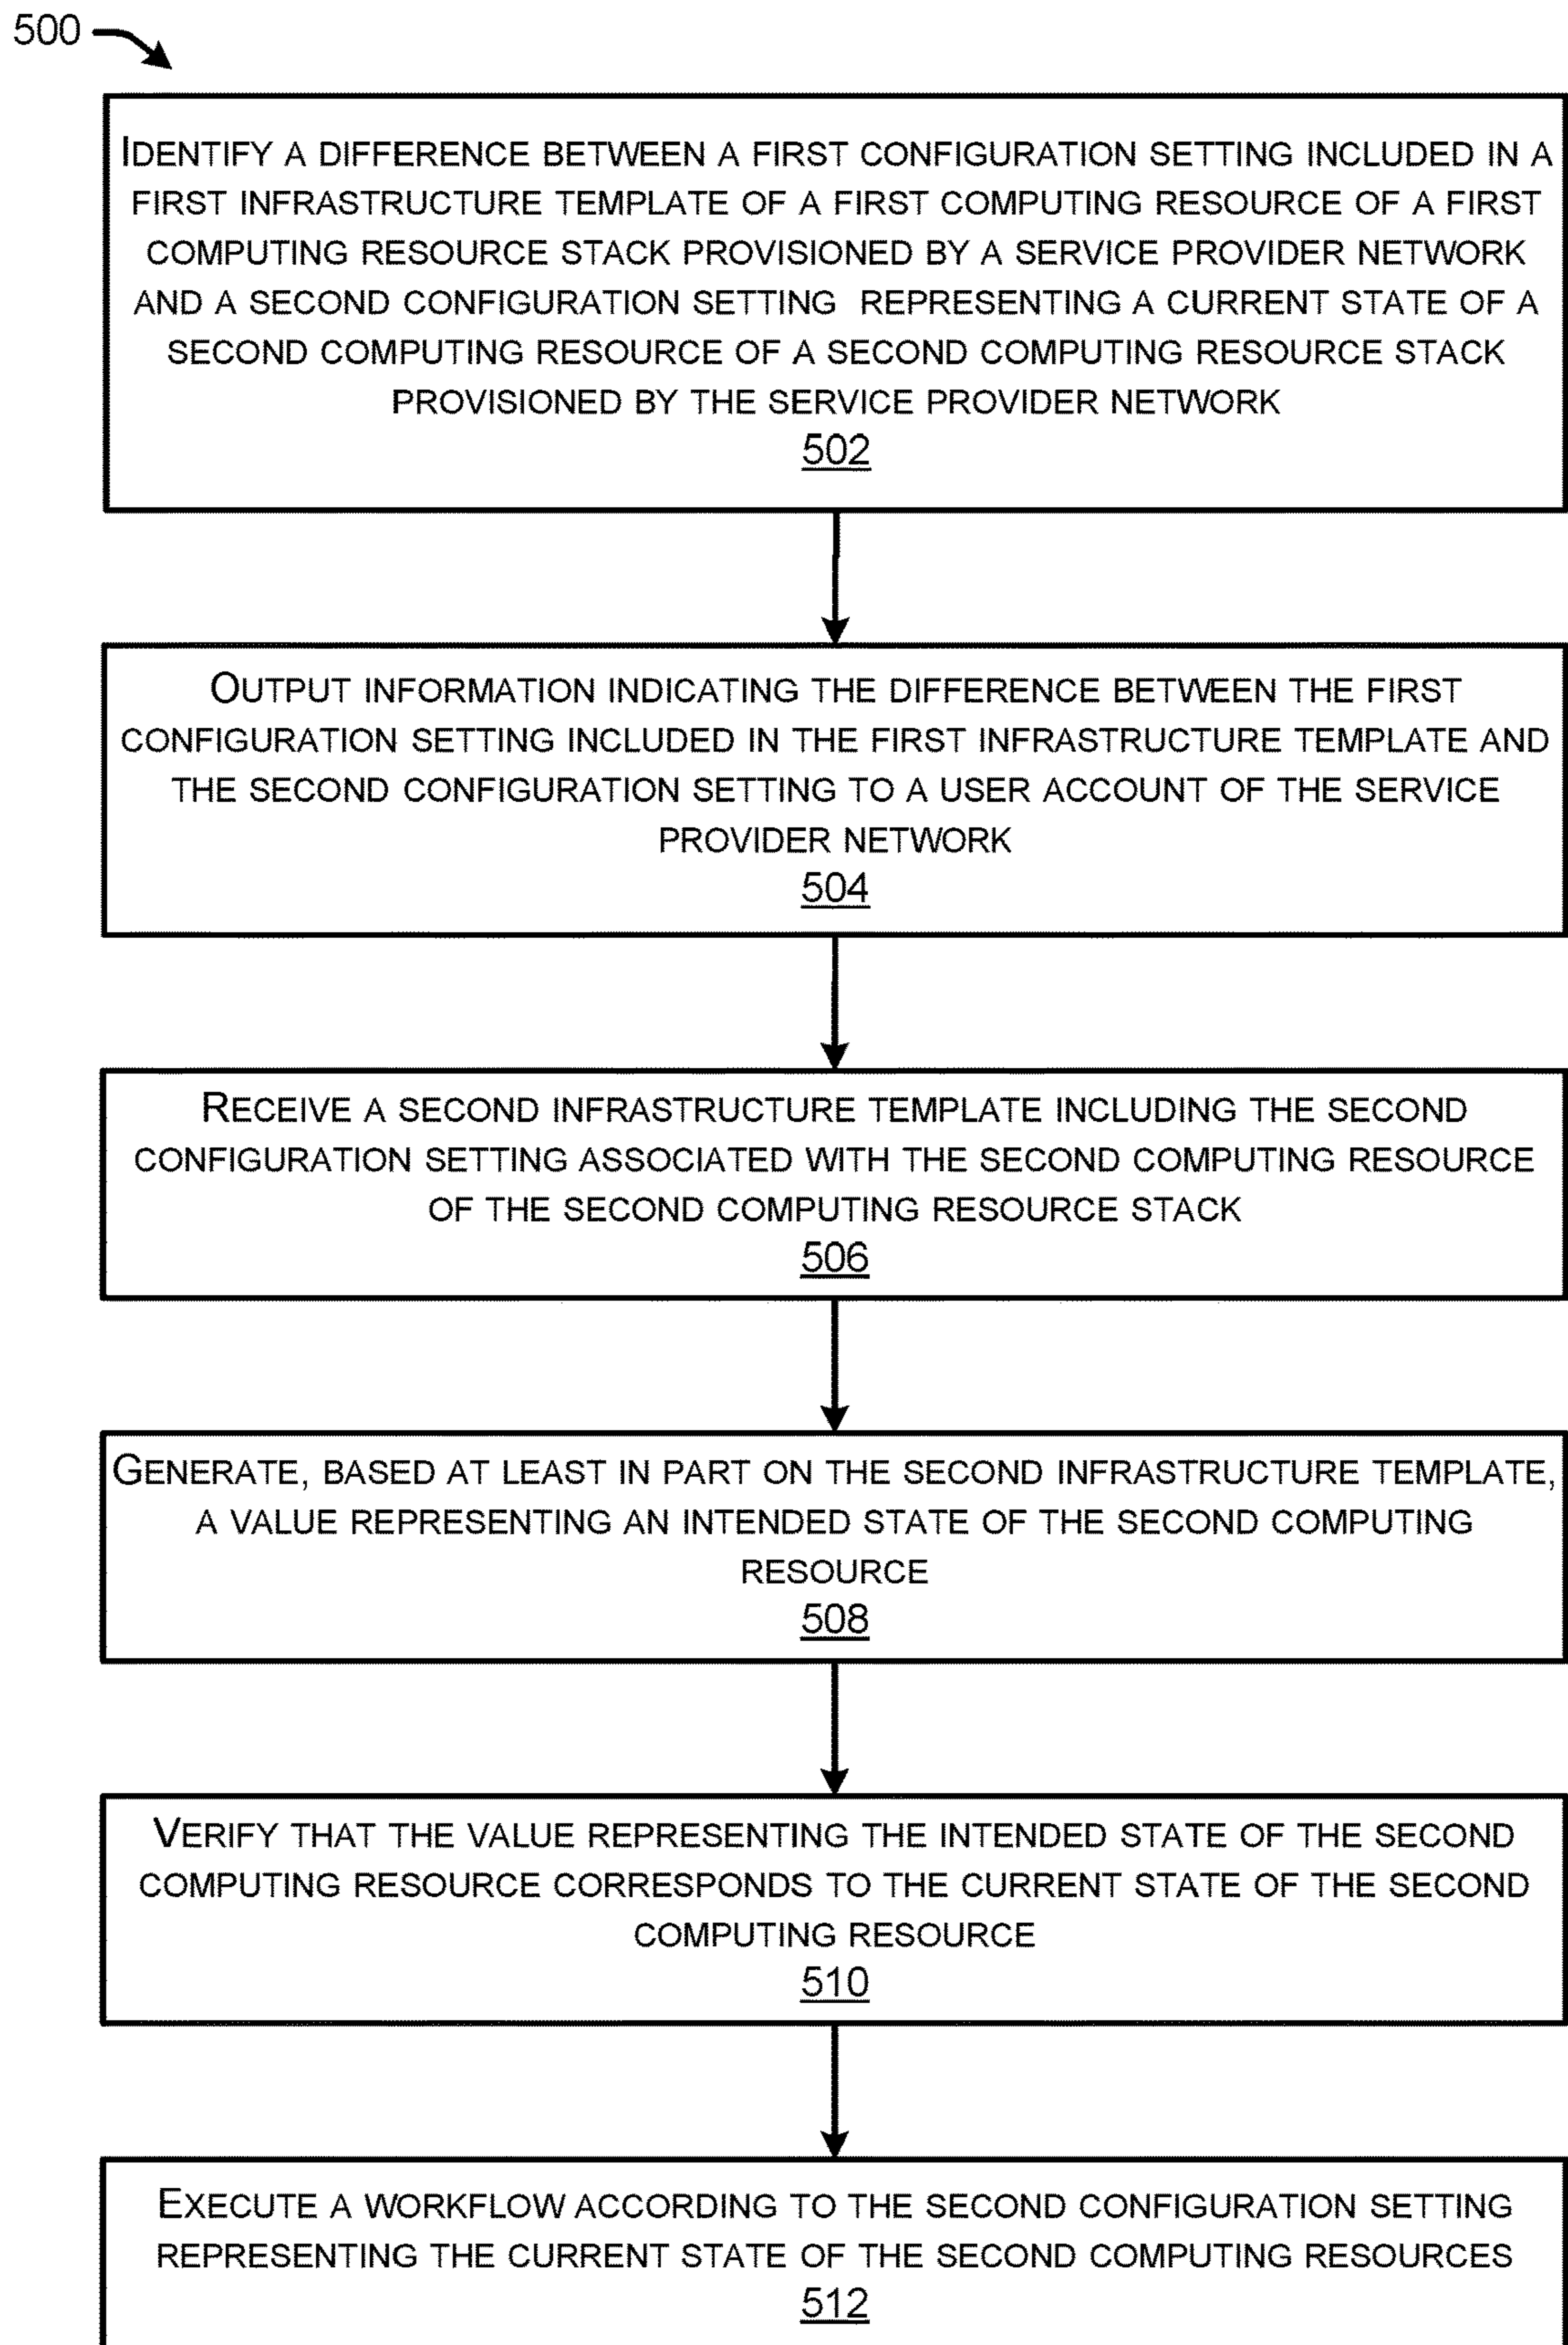 500
IDENTIFY A DIFFERENCE BETWEEN A FIRST CONFIGURATION SETTING INCLUDED IN A
FIRST INFRASTRUCTURE TEMPLATE OF A FIRST COMPUTING RESOURCE OF A FIRST
COMPUTING RESOURCE STACK PROVISIONED BY A SERVICE PROVIDER NETWORK
AND A SECOND CONFIGURATION SETTING REPRESENTING A CURRENT STATE OF A
SECOND COMPUTING RESOURCE OF A SECOND COMPUTING RESOURCE STACK
PROVISIONED BY THE SERVICE PROVIDER NETWORK
502
OUTPUT INFORMATION INDICATING THE DIFFERENCE BETWEEN THE FIRST
CONFIGURATION SETTING INCLUDED IN THE FIRST INFRASTRUCTURE TEMPLATE AND
THE SECOND CONFIGURATION SETTING TO A USER ACCOUNT OF THE SERVICE
PROVIDER NETWORK
504
RECEIVE A SECOND INFRASTRUCTURE TEMPLATE INCLUDING THE SECOND
CONFIGURATION SETTING ASSOCIATED WITH THE SECOND COMPUTING RESOURCE
OF THE SECOND COMPUTING RESOURCE STACK
506
GENERATE, BASED AT LEAST IN PART ON THE SECOND INFRASTRUCTURE TEMPLATE,
A VALUE REPRESENTING AN INTENDED STATE OF THE SECOND COMPUTING
RESOURCE
508
VERIFY THAT THE VALUE REPRESENTING THE INTENDED STATE OF THE SECOND
COMPUTING RESOURCE CORRESPONDS TO THE CURRENT STATE OF THE SECOND
COMPUTING RESOURCE
510
EXECUTE A WORKFLOW ACCORDING TO THE SECOND CONFIGURATION SETTING
REPRESENTING THE CURRENT STATE OF THE SECOND COMPUTING RESOURCES
512